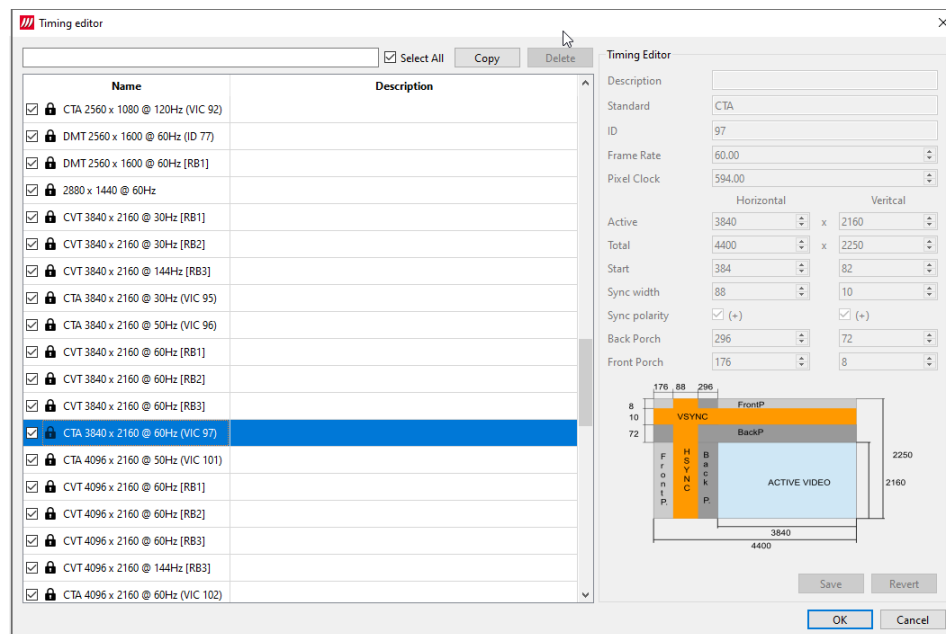 Timing editor
Select All Copy Delete
Name Description
CTA 2560 x 1080 @ 120Hz (VIC 92)
DMT 2560 x 1600 @ 60Hz (ID 77)
DMT 2560 x 1600 @ 60Hz [RB1]
2880 x 1440 @ 60Hz
CVT 3840 x 2160 @ 30Hz [RB1]
CVT 3840 x 2160 @ 30Hz [RB2]
CVT 3840 x 2160 @ 144Hz [RB3]
CTA 3840 x 2160 @ 30Hz (VIC 95)
CTA 3840 x 2160 @ 50Hz (VIC 96)
CVT 3840 x 2160 @ 60Hz [RB1]
CVT 3840 x 2160 @ 60Hz [RB2]
CVT 3840 x 2160 @ 60Hz [RB3]
CTA 3840 x 2160 @ 60Hz (VIC 97)
CTA 4096 x 2160 @ 50Hz (VIC 101)
CVT 4096 x 2160 @ 60Hz [RB1]
CVT 4096 x 2160 @ 60Hz [RB2]
CVT 4096 x 2160 @ 60Hz [RB3]
CVT 4096 x 2160 @ 144Hz [RB3]
CTA 4096 x 2160 @ 60Hz (VIC 102)
Timing Editor
Description
Standard CTA
ID 97
Frame Rate 60.00
Pixel Clock 594.00
Horizontal Veritcal
Active 3840 x 2160
Total 4400 x 2250
Start 384 82
Sync width 88 10
Sync polarity (+) (+)
Back Porch 296 72
Front Porch 176 8
176 88 296
8 FrontP
10 VSYNC
72 BackP
Front P.
HSYNC
Back P.
ACTIVE VIDEO
2250
2160
3840
4400
Save Revert
OK Cancel